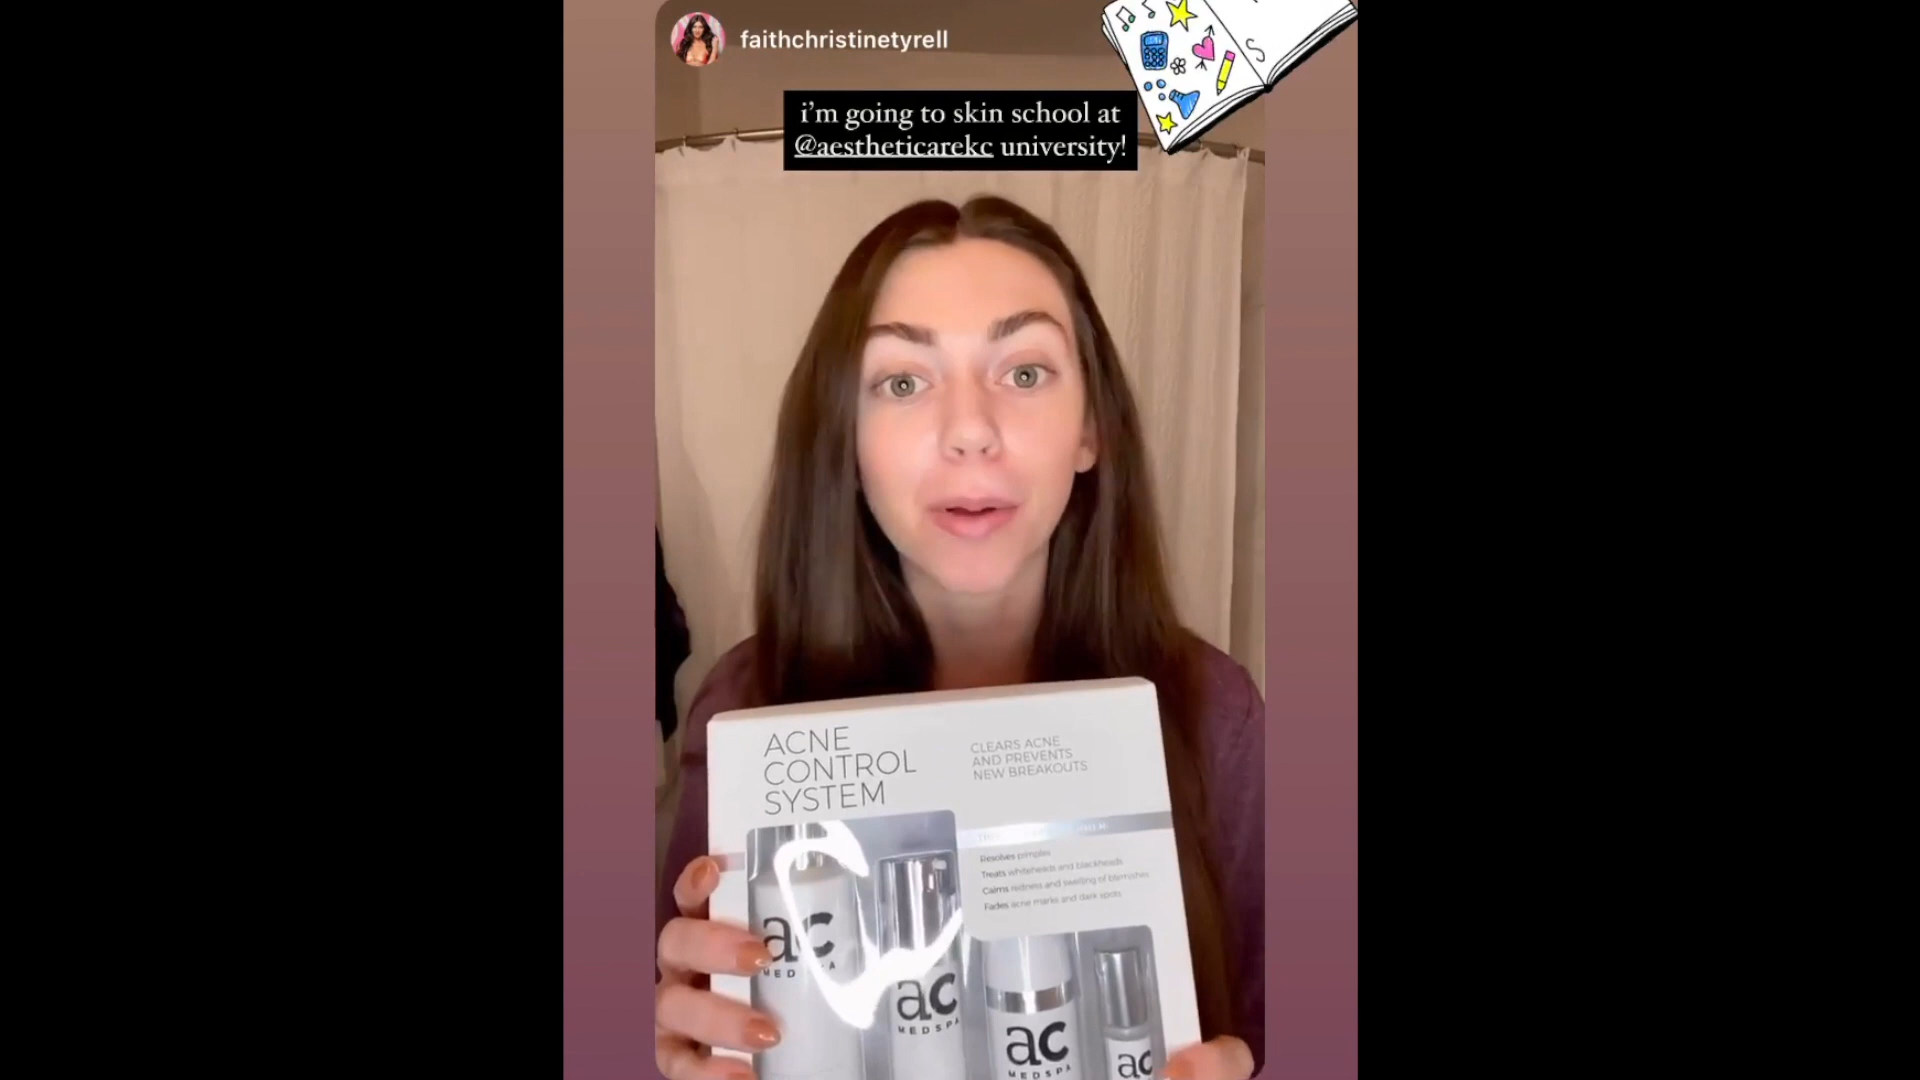 faithchristinetyrell
i'm going to skin school at
@aestheticarekc university!
S
ACNE
CONTROL
SYSTEM
CLEARS ACNE
AND PREVENTS
NEW BREAKOUTS
Resolves pimples
Treats whiteheads and blackheads
Calms redness and swelling of blemishes
Fades acne marks and dark spots
ac
MEDSPA
ac
MEDSPA
ac
MEDSPA
ac